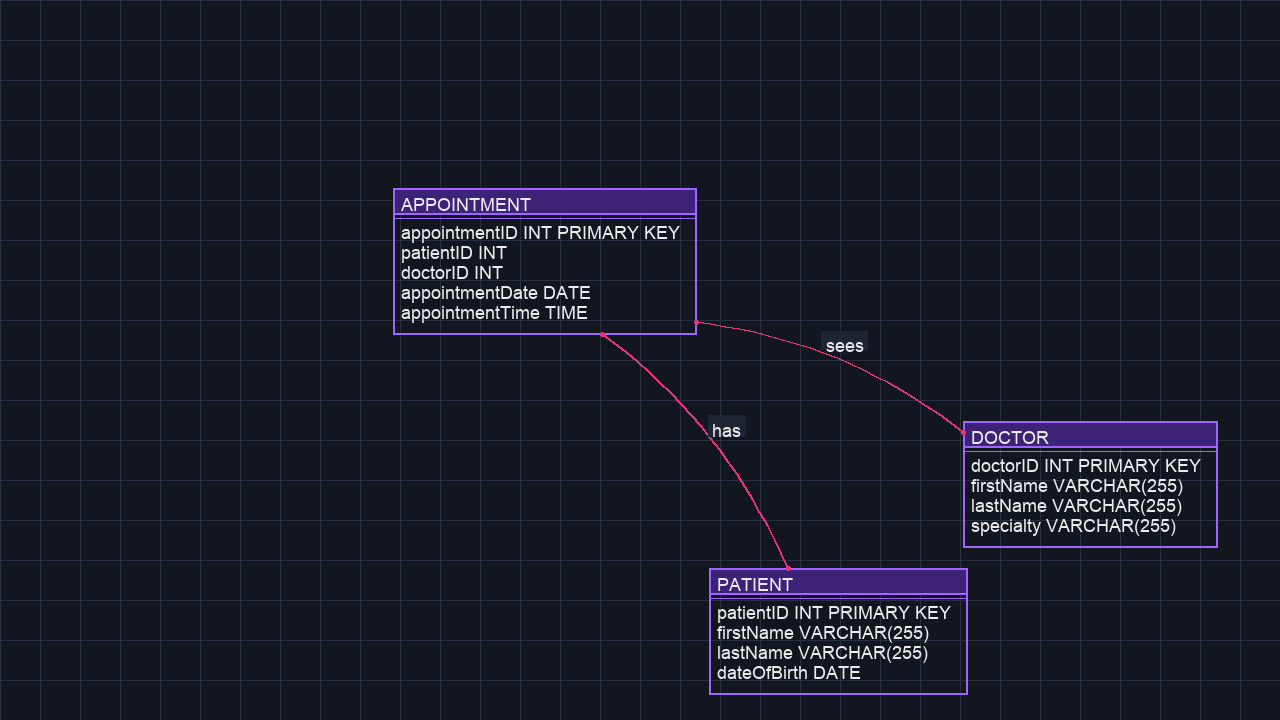 APPOINTMENT
appointmentID INT PRIMARY KEY
patientID INT
doctorID INT
appointmentDate DATE
appointmentTime TIME
sees
has
DOCTOR
doctorID INT PRIMARY KEY
firstName VARCHAR(255)
lastName VARCHAR(255)
specialty VARCHAR(255)
PATIENT
patientID INT PRIMARY KEY
firstName VARCHAR(255)
lastName VARCHAR(255)
dateOfBirth DATE